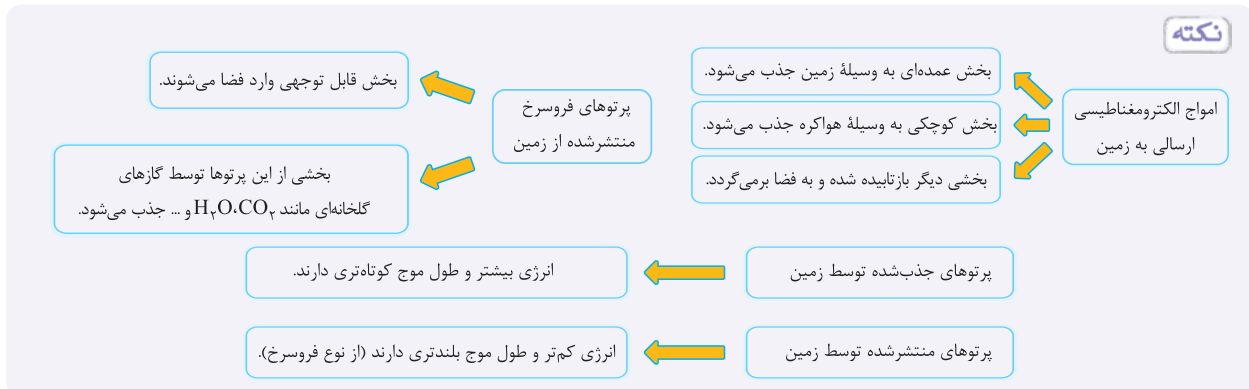 نکته
امواج الکترومغناطیسی
ارسالی به زمین
بخش عمده‌ای به وسیلهٔ زمین جذب می‌شود.
بخش کوچکی به وسیلهٔ هواکره جذب می‌شود.
بخشی دیگر بازتابیده شده و به فضا برمی‌گردد.
پرتوهای فروسرخ
منتشرشده از زمین
بخش قابل توجهی وارد فضا می‌شوند.
بخشی از این پرتوها توسط گازهای
گلخانه‌ای مانند H₂O،CO₂ و ... جذب می‌شود.
پرتوهای جذب‌شده توسط زمین
انرژی بیشتر و طول موج کوتاه‌تری دارند.
پرتوهای منتشرشده توسط زمین
انرژی کم‌تر و طول موج بلندتری دارند (از نوع فروسرخ).